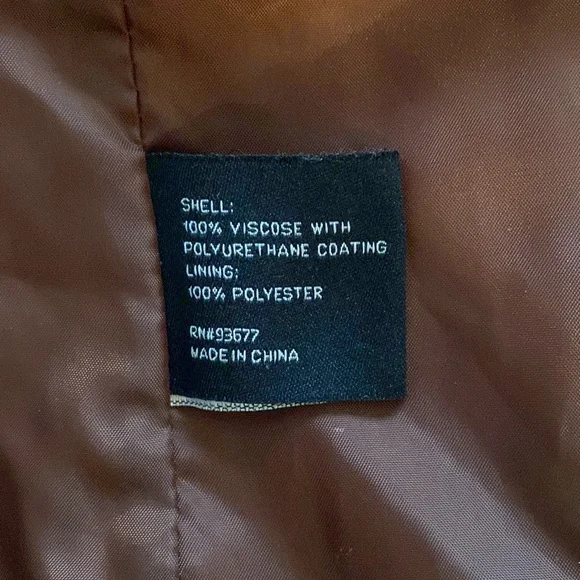 SHELL:
100% VISCOSE WITH
POLYURETHANE COATING
LINING:
100% POLYESTER
RN#93677
MADE IN CHINA